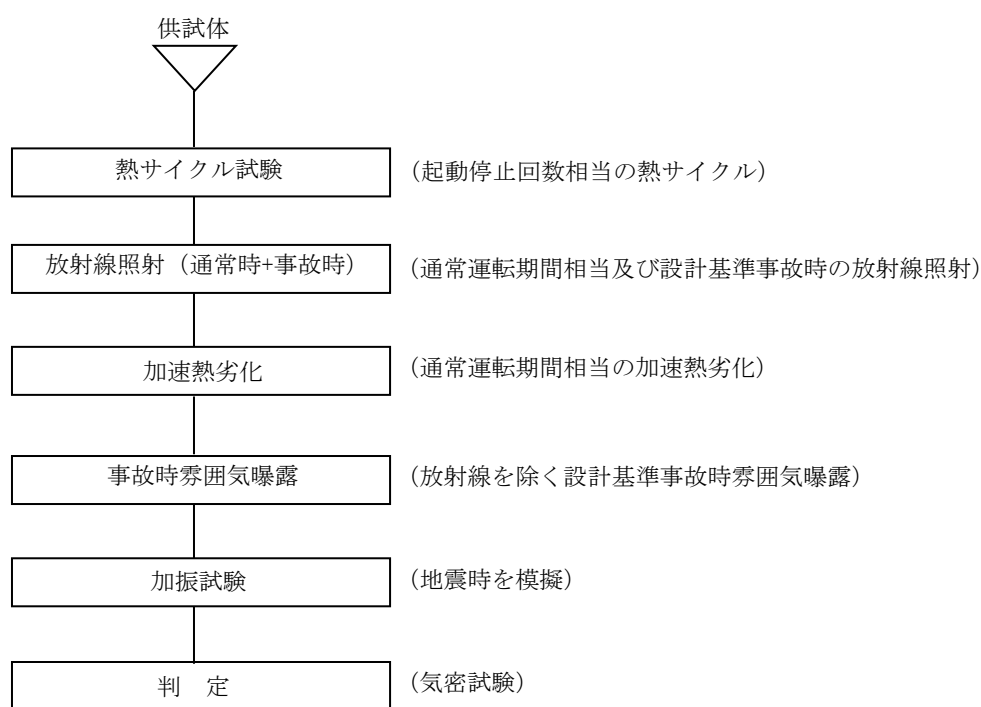 供試体
熱サイクル試験
（起動停止回数相当の熱サイクル）
放射線照射（通常時+事故時）
（通常運転期間相当及び設計基準事故時の放射線照射）
加速熱劣化
（通常運転期間相当の加速熱劣化）
事故時雰囲気曝露
（放射線を除く設計基準事故時雰囲気曝露）
加振試験
（地震時を模擬）
判　定
（気密試験）